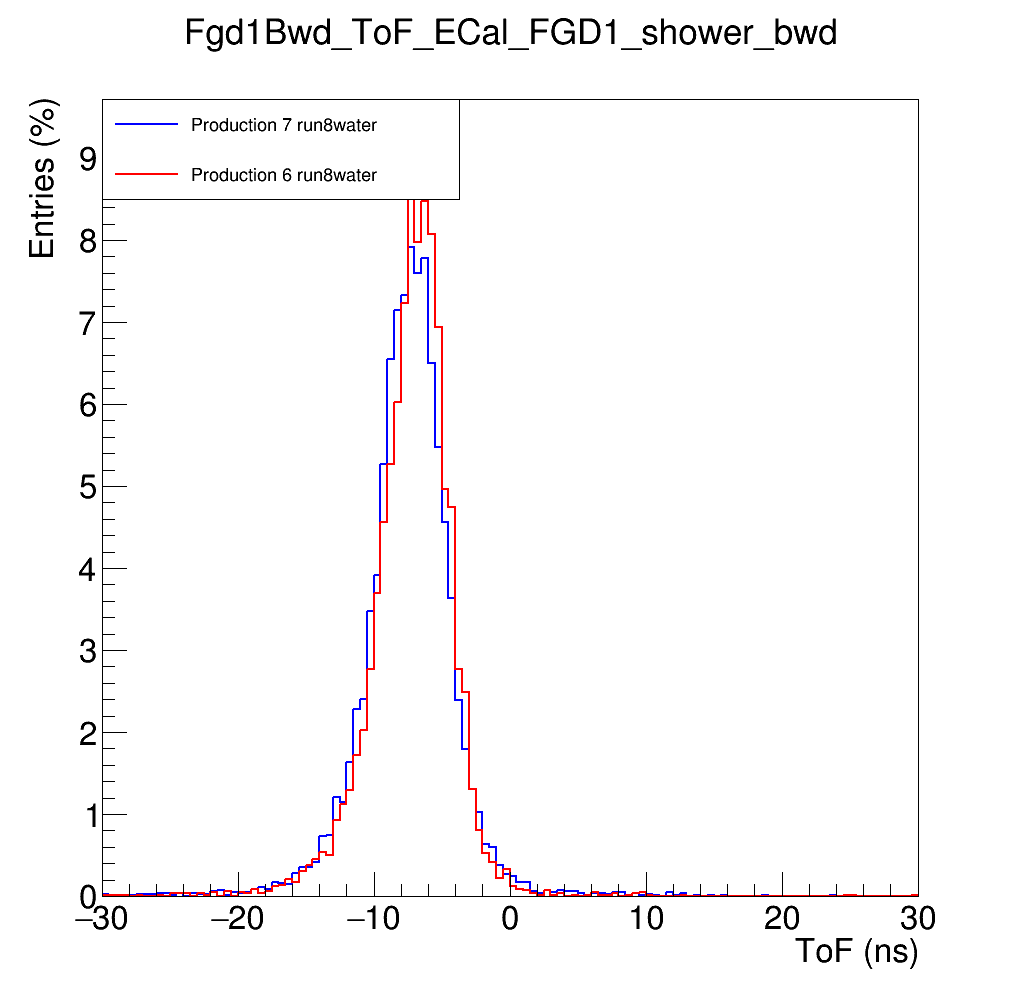 Fgd1Bwd_ToF_ECal_FGD1_shower_bwd
Entries (%)
Production 7 run8water
Production 6 run8water
9
8
7
6
5
4
3
2
1
0
−30 −20 −10 0 10 20 30
ToF (ns)